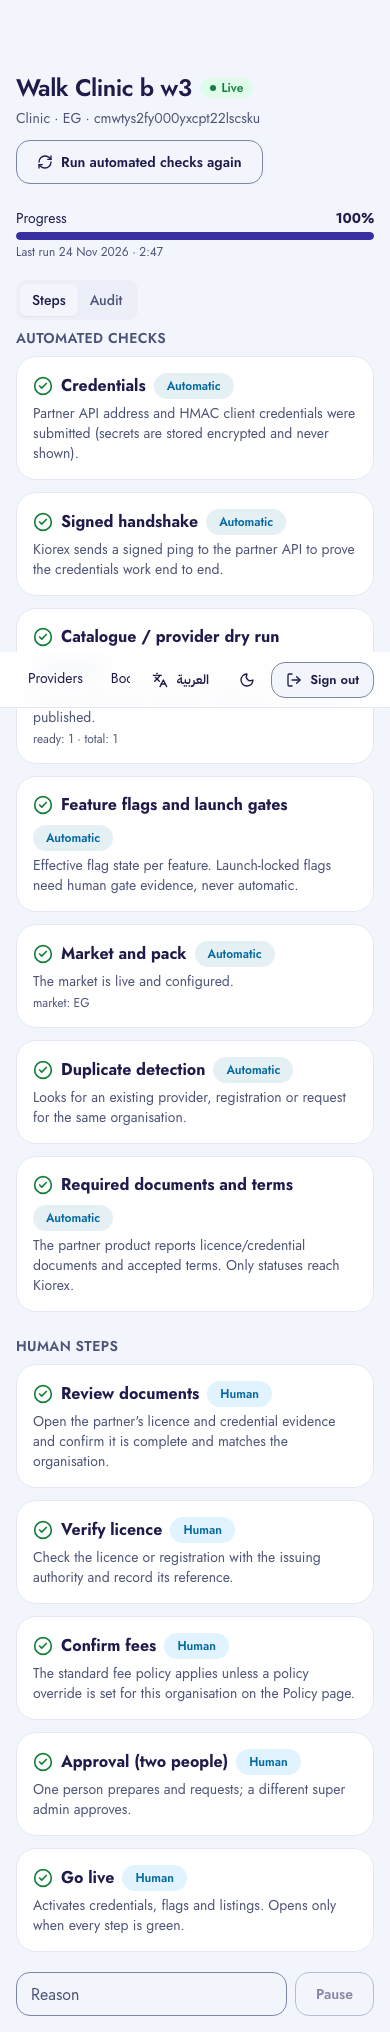 Walk Clinic b w3
Live
Clinic · EG · cmwtys2fy000yxcpt22lscsku
Run automated checks again
Progress 100%
Last run 24 Nov 2026 · 2:47
Steps Audit
AUTOMATED CHECKS
Credentials Automatic
Partner API address and HMAC client credentials were
submitted (secrets are stored encrypted and never
shown).
Signed handshake Automatic
Kiorex sends a signed ping to the partner API to prove
the credentials work end to end.
Catalogue / provider dry run
Providers العربية Sign out
published.
ready: 1 · total: 1
Feature flags and launch gates
Automatic
Effective flag state per feature. Launch-locked flags
need human gate evidence, never automatic.
Market and pack Automatic
The market is live and configured.
market: EG
Duplicate detection Automatic
Looks for an existing provider, registration or request
for the same organisation.
Required documents and terms
Automatic
The partner product reports licence/credential
documents and accepted terms. Only statuses reach
Kiorex.
HUMAN STEPS
Review documents Human
Open the partner's licence and credential evidence
and confirm it is complete and matches the
organisation.
Verify licence Human
Check the licence or registration with the issuing
authority and record its reference.
Confirm fees Human
The standard fee policy applies unless a policy
override is set for this organisation on the Policy page.
Approval (two people) Human
One person prepares and requests; a different super
admin approves.
Go live Human
Activates credentials, flags and listings. Opens only
when every step is green.
Reason Pause